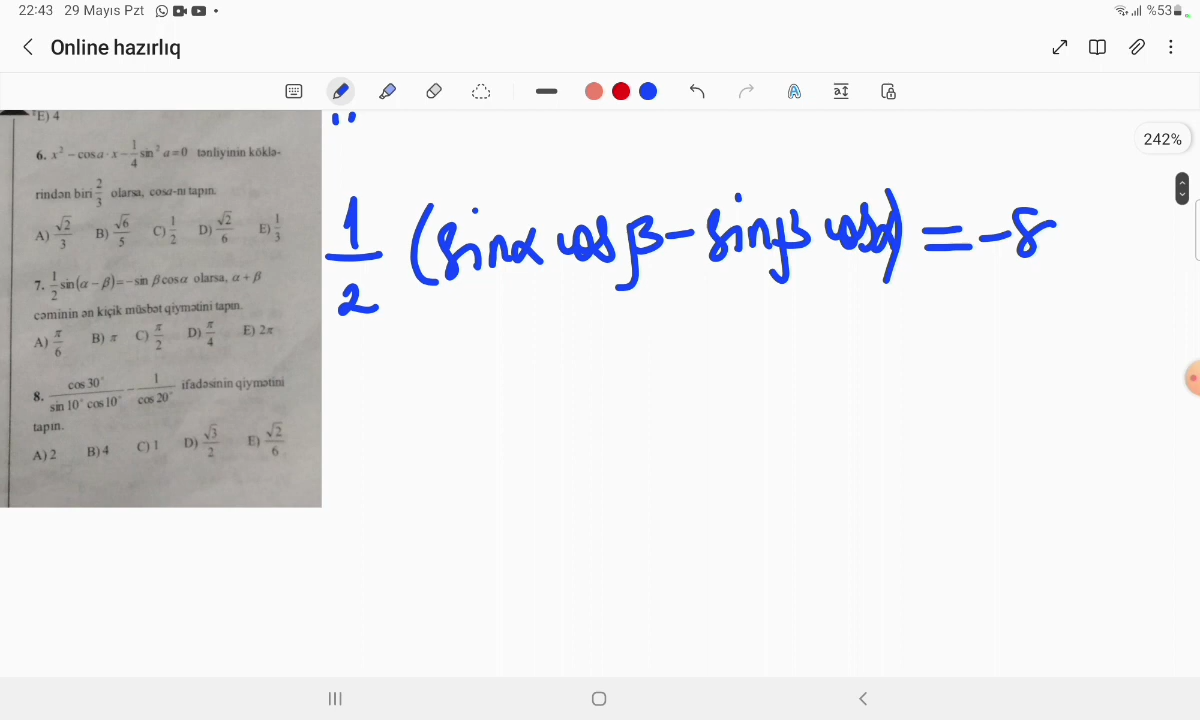 22:43 29 Mayıs Pzt %53
Online hazırlıq
242%
E) 4
6. x² − cosα · x − 1/4 sin² α = 0 tənliyinin köklə-
rindən biri 2/3 olarsa, cosα-nı tapın.
A) √2/3 B) √6/5 C) 1/2 D) √2/6 E) 1/3
7. 1/2 sin(α − β) = − sin β cosα olarsa, α + β
cəminin ən kiçik müsbət qiymətini tapın.
A) π/6 B) π C) π/2 D) π/4 E) 2π
8. cos 30°/sin 10° cos 10° − 1/cos 20° ifadəsinin qiymətini
tapın.
A) 2 B) 4 C) 1 D) √3/2 E) √2/6
1/2 (sinα cosβ − sinβ cosα) = −s